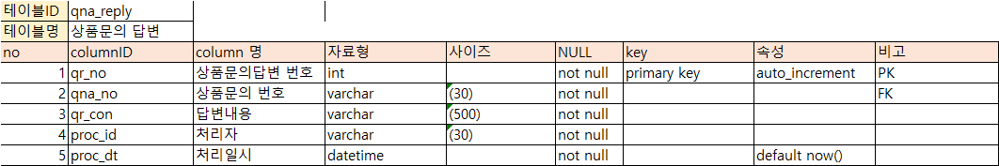 테이블ID qna_reply
테이블명 상품문의 답변
no columnID column 명 자료형 사이즈 NULL key 속성 비고
1 qr_no 상품문의답변 번호 int not null primary key auto_increment PK
2 qna_no 상품문의 번호 varchar (30) not null FK
3 qr_con 답변내용 varchar (500) not null
4 proc_id 처리자 varchar (30) not null
5 proc_dt 처리일시 datetime not null default now()